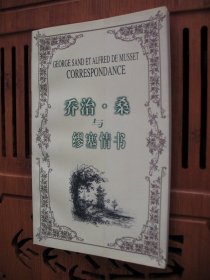 GEORGE SAND ET ALFRED DE MUSSET
CORRESPONDANCE
乔治·桑
与
缪塞情书